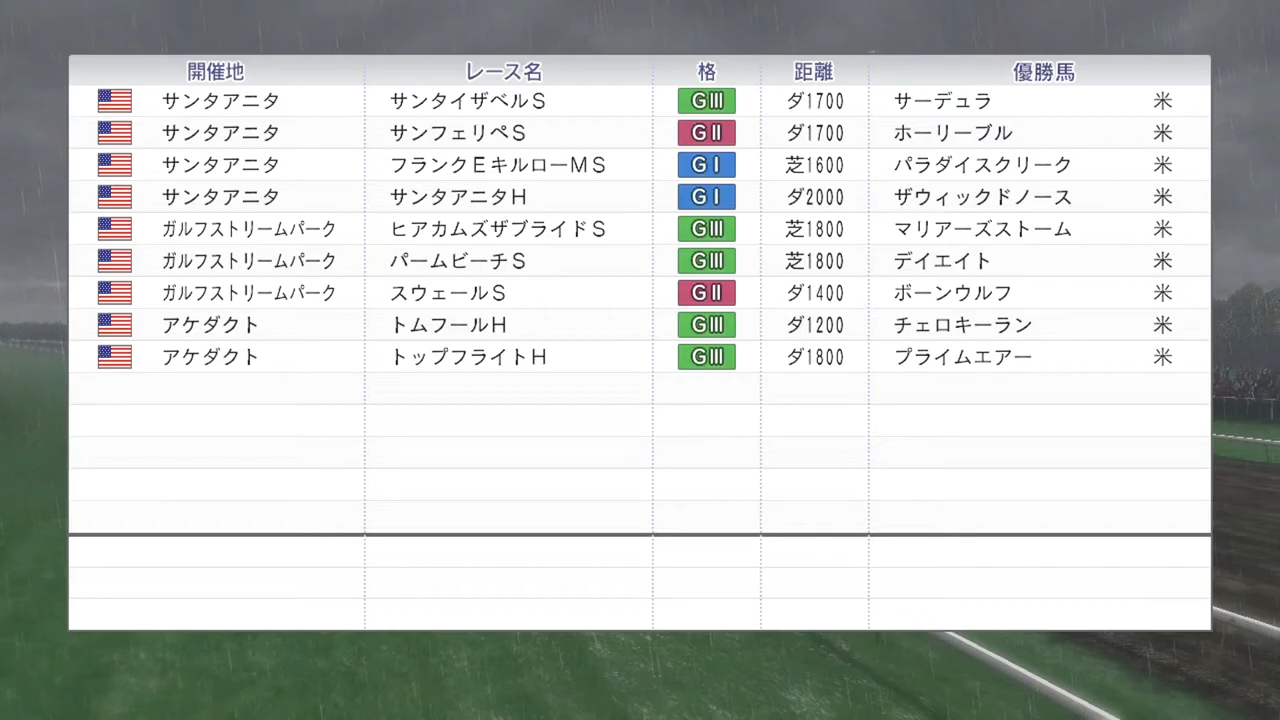 開催地 レース名 格 距離 優勝馬
サンタアニタ サンタイザベルS GⅢ ダ1700 サーデュラ 米
サンタアニタ サンフェリペS GⅡ ダ1700 ホーリーブル 米
サンタアニタ フランクEキルローMS GⅠ 芝1600 パラダイスクリーク 米
サンタアニタ サンタアニタH GⅠ ダ2000 ザウィックドノース 米
ガルフストリームパーク ヒアカムズザブライドS GⅢ 芝1800 マリアーズストーム 米
ガルフストリームパーク パームビーチS GⅢ 芝1800 デイエイト 米
ガルフストリームパーク スウェールS GⅡ ダ1400 ボーンウルフ 米
アケダクト トムフールH GⅢ ダ1200 チェロキーラン 米
アケダクト トップフライトH GⅢ ダ1800 プライムエアー 米